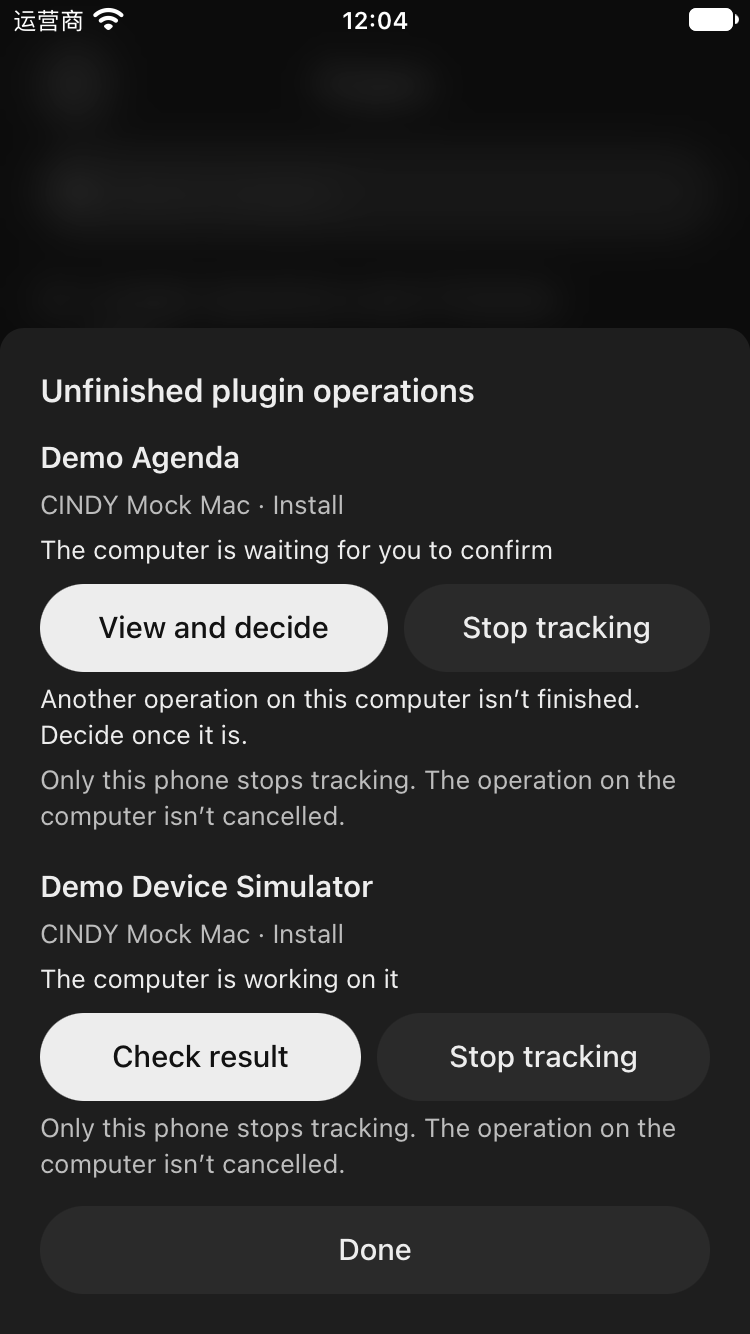 运营商 12:04
Unfinished plugin operations
Demo Agenda
CINDY Mock Mac · Install
The computer is waiting for you to confirm
View and decide Stop tracking
Another operation on this computer isn’t finished.
Decide once it is.
Only this phone stops tracking. The operation on the
computer isn’t cancelled.
Demo Device Simulator
CINDY Mock Mac · Install
The computer is working on it
Check result Stop tracking
Only this phone stops tracking. The operation on the
computer isn’t cancelled.
Done